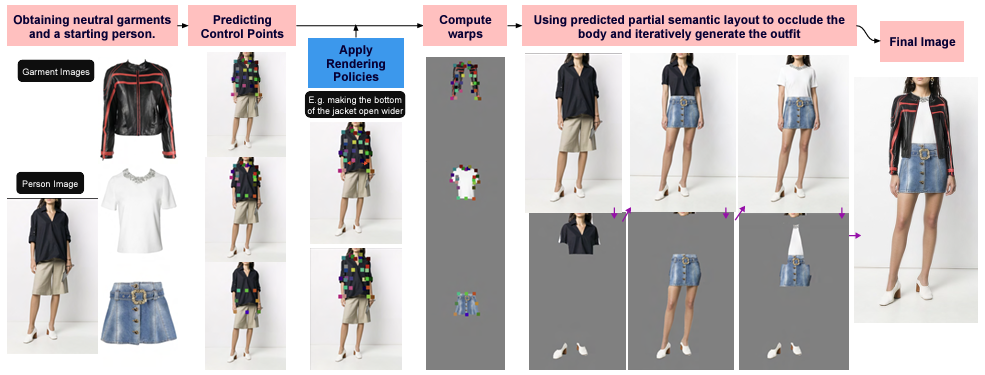 Obtaining neutral garments
and a starting person.
Predicting
Control Points
Apply
Rendering
Policies
E.g. making the bottom
of the jacket open wider
Compute
warps
Using predicted partial semantic layout to occlude the
body and iteratively generate the outfit
Final Image
Garment Images
Person Image